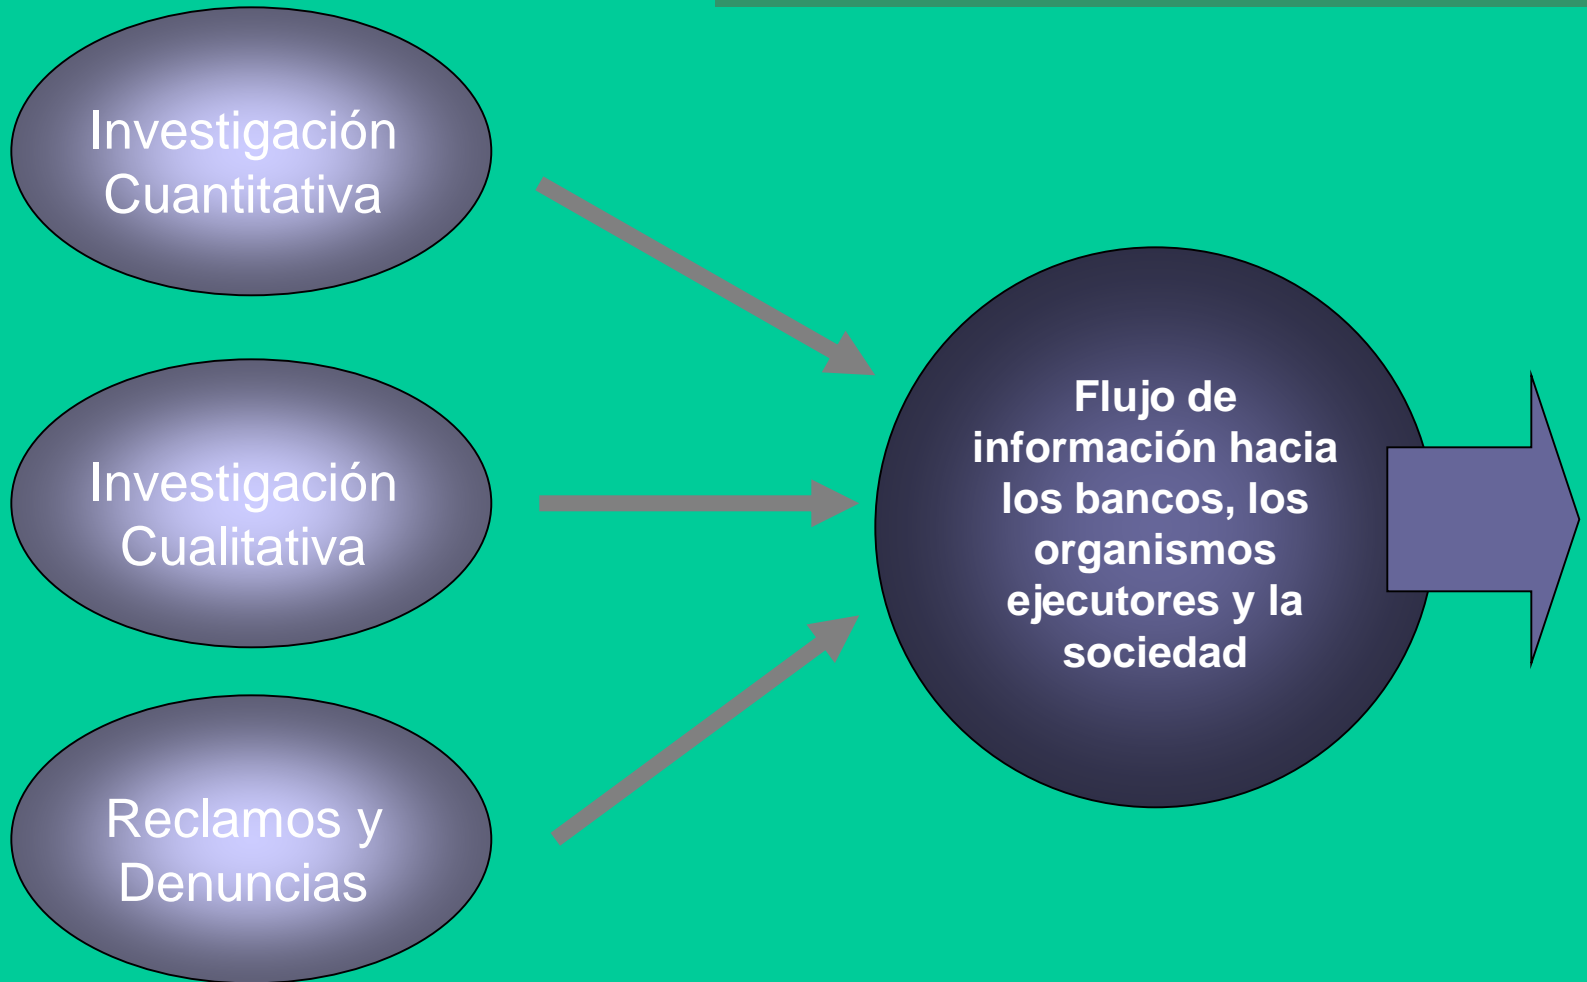 Investigación
Cuantitativa
Investigación
Cualitativa
Reclamos y
Denuncias
Flujo de
información hacia
los bancos, los
organismos
ejecutores y la
sociedad